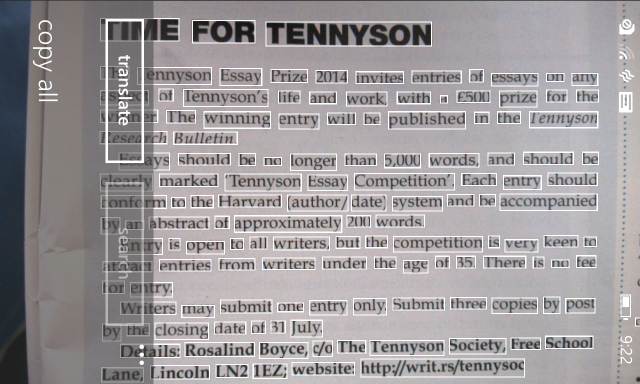 TIME FOR TENNYSON
The Tennyson Essay Prize 2014 invites entries of essays on any
aspect of Tennyson's life and work, with a £500 prize for the
winner. The winning entry will be published in the Tennyson
Research Bulletin.
Essays should be no longer than 5,000 words, and should be
clearly marked 'Tennyson Essay Competition'. Each entry should
conform to the Harvard (author/date) system and be accompanied
by an abstract of approximately 200 words.
Entry is open to all writers, but the competition is very keen to
attract entries from writers under the age of 35. There is no fee
for entry.
Writers may submit one entry only. Submit three copies by post
by the closing date of 31 July.
Details: Rosalind Boyce, c/o The Tennyson Society, Free School
Lane, Lincoln LN2 1EZ; website: http://writ.rs/tennysoc
copy all
translate
search
...
9:22